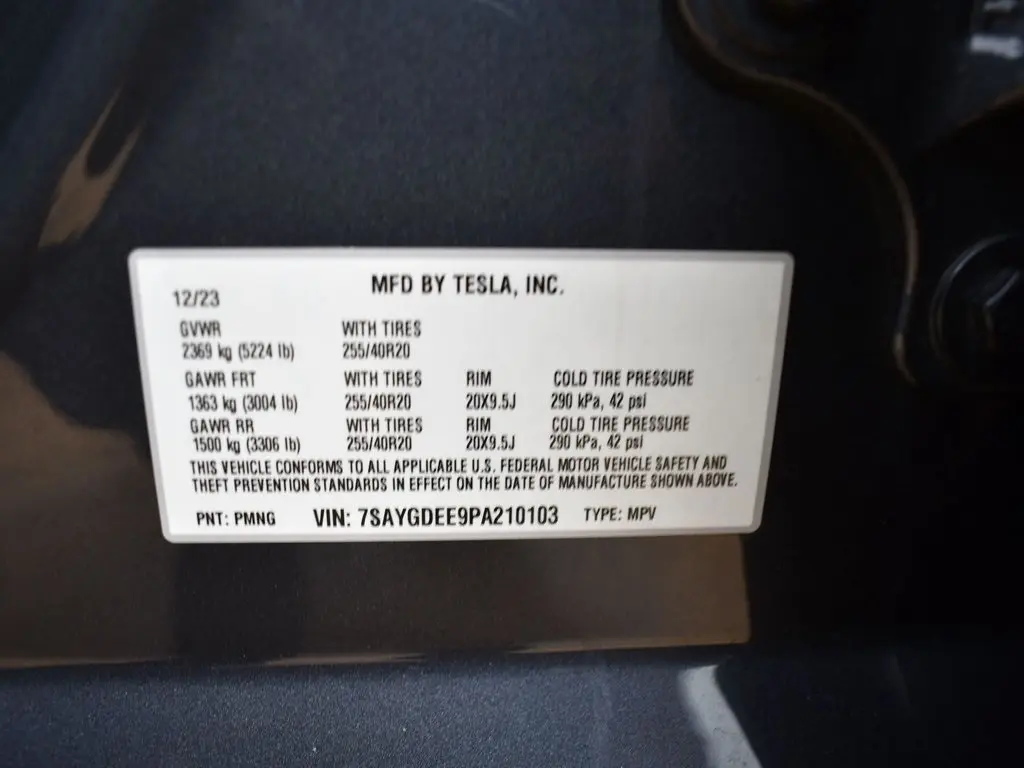 MFD BY TESLA, INC.
12/23
GVWR WITH TIRES
2369 kg (5224 lb) 255/40R20
GAWR FRT WITH TIRES RIM COLD TIRE PRESSURE
1363 kg (3004 lb) 255/40R20 20X9.5J 290 kPa, 42 psi
GAWR RR WITH TIRES RIM COLD TIRE PRESSURE
1500 kg (3306 lb) 255/40R20 20X9.5J 290 kPa, 42 psi
THIS VEHICLE CONFORMS TO ALL APPLICABLE U.S. FEDERAL MOTOR VEHICLE SAFETY AND
THEFT PREVENTION STANDARDS IN EFFECT ON THE DATE OF MANUFACTURE SHOWN ABOVE.
PNT: PMNG VIN: 7SAYGDEE9PA210103 TYPE: MPV